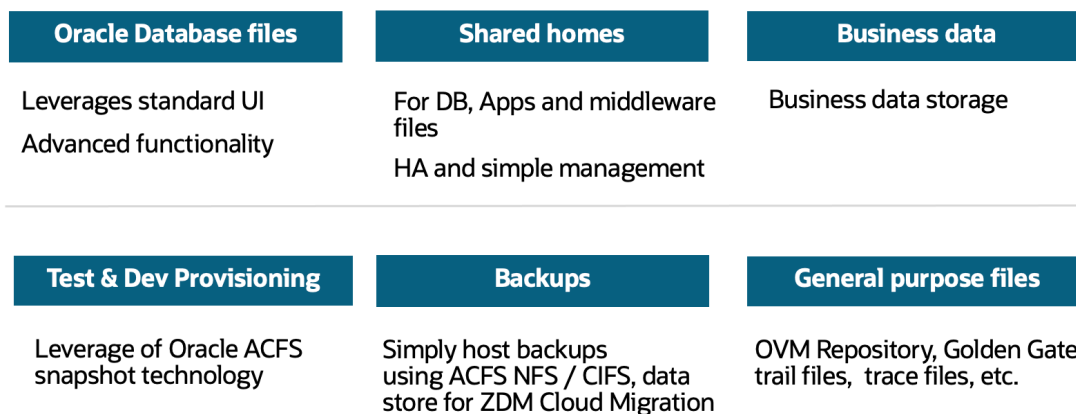 Oracle Database files
Leverages standard UI
Advanced functionality
Shared homes
For DB, Apps and middleware
files
HA and simple management
Business data
Business data storage
Test & Dev Provisioning
Leverage of Oracle ACFS
snapshot technology
Backups
Simply host backups
using ACFS NFS / CIFS, data
store for ZDM Cloud Migration
General purpose files
OVM Repository, Golden Gate
trail files, trace files, etc.